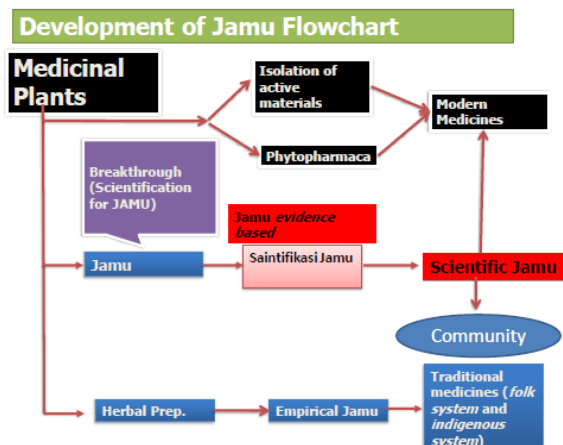 Development of Jamu Flowchart
Medicinal
Plants
Isolation of
active
materials
Modern
Medicines
Phytopharmaca
Breakthrough
(Scientification
for JAMU)
Jamu evidence
based
Jamu
Saintifikasi Jamu
Scientific Jamu
Community
Herbal Prep.
Empirical Jamu
Traditional
medicines (folk
system and
indigenous
system)